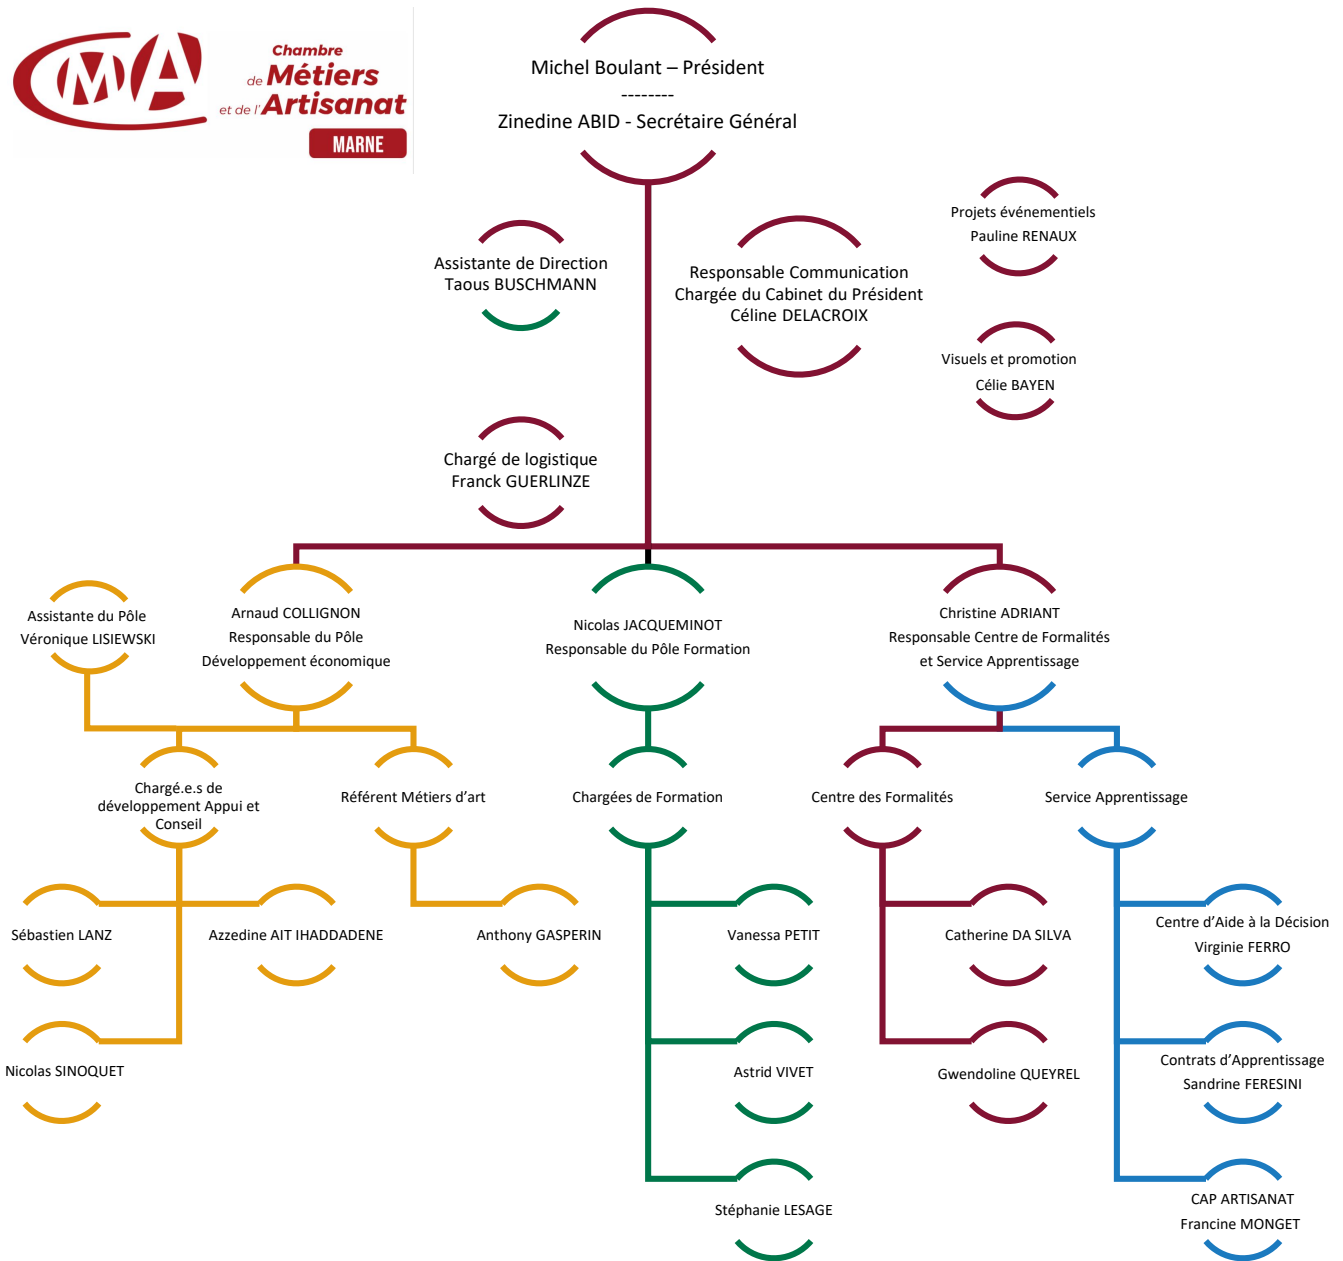 CMA
Chambre
de Métiers
et de l'Artisanat
MARNE
Michel Boulant – Président
--------
Zinedine ABID - Secrétaire Général
Assistante de Direction
Taous BUSCHMANN
Responsable Communication
Chargée du Cabinet du Président
Céline DELACROIX
Projets événementiels
Pauline RENAUX
Visuels et promotion
Célie BAYEN
Chargé de logistique
Franck GUERLINZE
Assistante du Pôle
Véronique LISIEWSKI
Arnaud COLLIGNON
Responsable du Pôle
Développement économique
Nicolas JACQUEMINOT
Responsable du Pôle Formation
Christine ADRIANT
Responsable Centre de Formalités
et Service Apprentissage
Chargé.e.s de
développement Appui et
Conseil
Référent Métiers d’art
Chargées de Formation
Centre des Formalités
Service Apprentissage
Sébastien LANZ
Azzedine AIT IHADDADENE
Anthony GASPERIN
Vanessa PETIT
Catherine DA SILVA
Centre d’Aide à la Décision
Virginie FERRO
Nicolas SINOQUET
Astrid VIVET
Gwendoline QUEYREL
Contrats d’Apprentissage
Sandrine FERESINI
Stéphanie LESAGE
CAP ARTISANAT
Francine MONGET